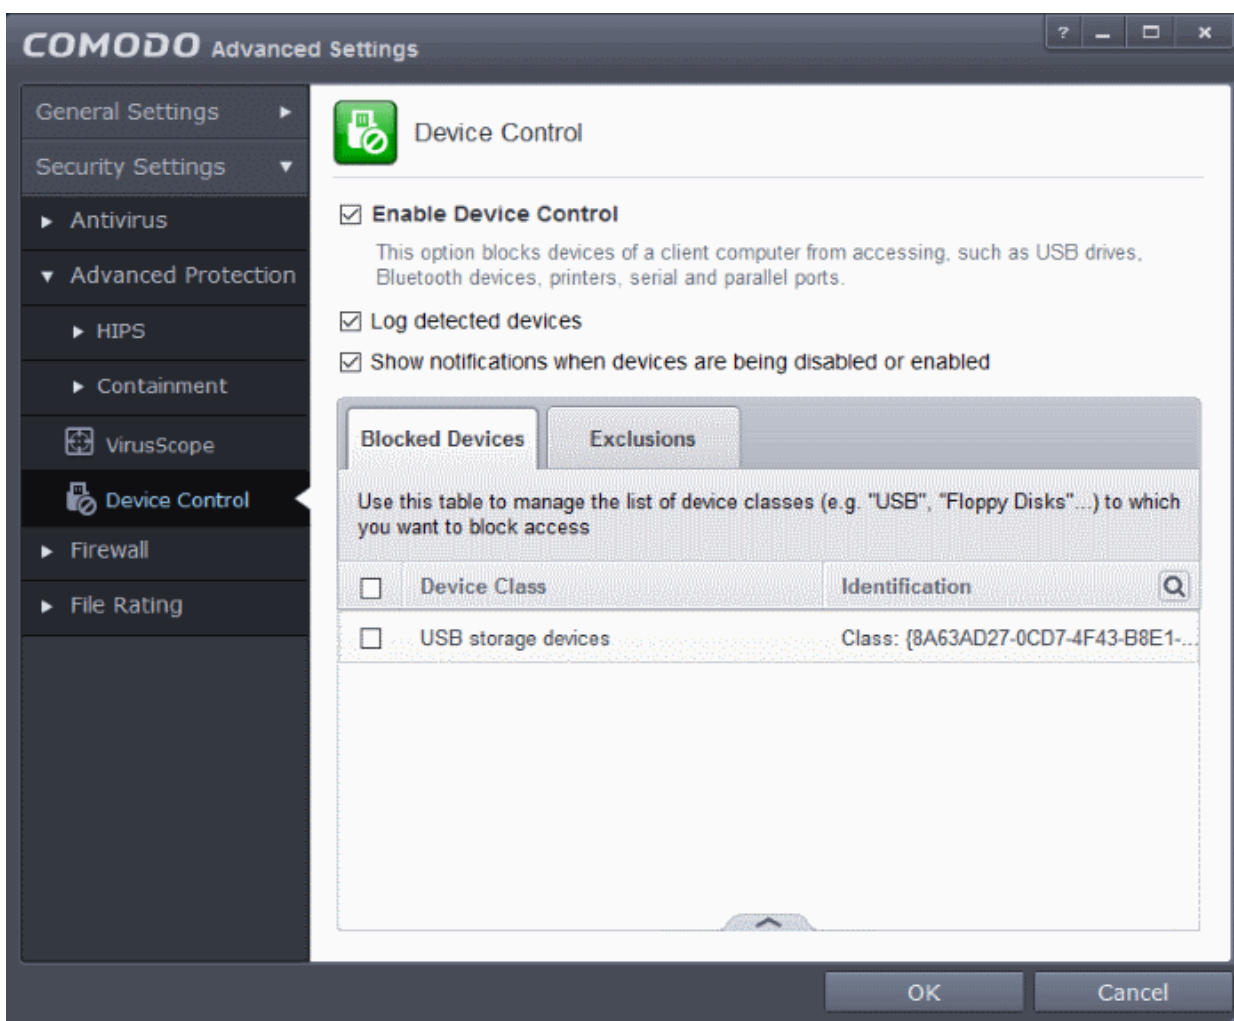 COMODO Advanced Settings
?
General Settings
Security Settings
Antivirus
Advanced Protection
HIPS
Containment
VirusScope
Device Control
Firewall
File Rating
Device Control
Enable Device Control
This option blocks devices of a client computer from accessing, such as USB drives,
Bluetooth devices, printers, serial and parallel ports.
Log detected devices
Show notifications when devices are being disabled or enabled
Blocked Devices Exclusions
Use this table to manage the list of device classes (e.g. "USB", "Floppy Disks"...) to which
you want to block access
Device Class Identification
USB storage devices Class: {8A63AD27-0CD7-4F43-B8E1-...
OK Cancel